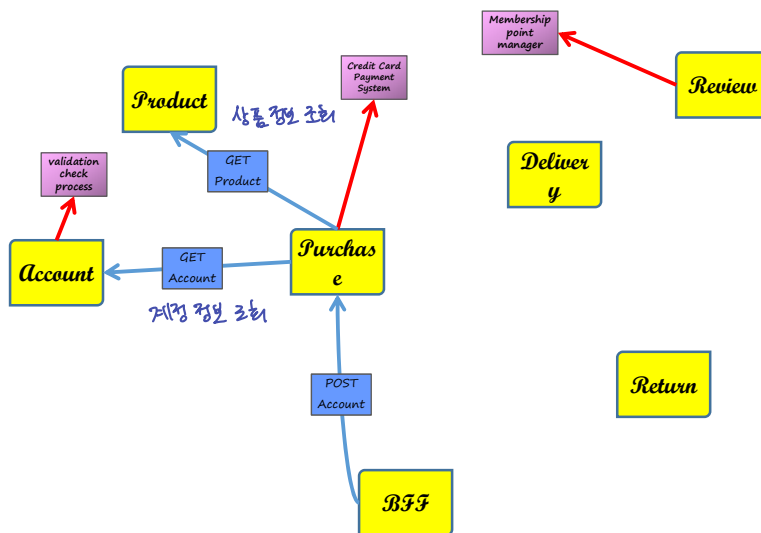 Membership
point
manager
Review
Credit Card
Payment
System
Product
상품 정보 조회
GET
Product
Deliver
y
validation
check
process
Account
GET
Account
Purchas
e
계정 정보 조회
POST
Account
Return
BFF